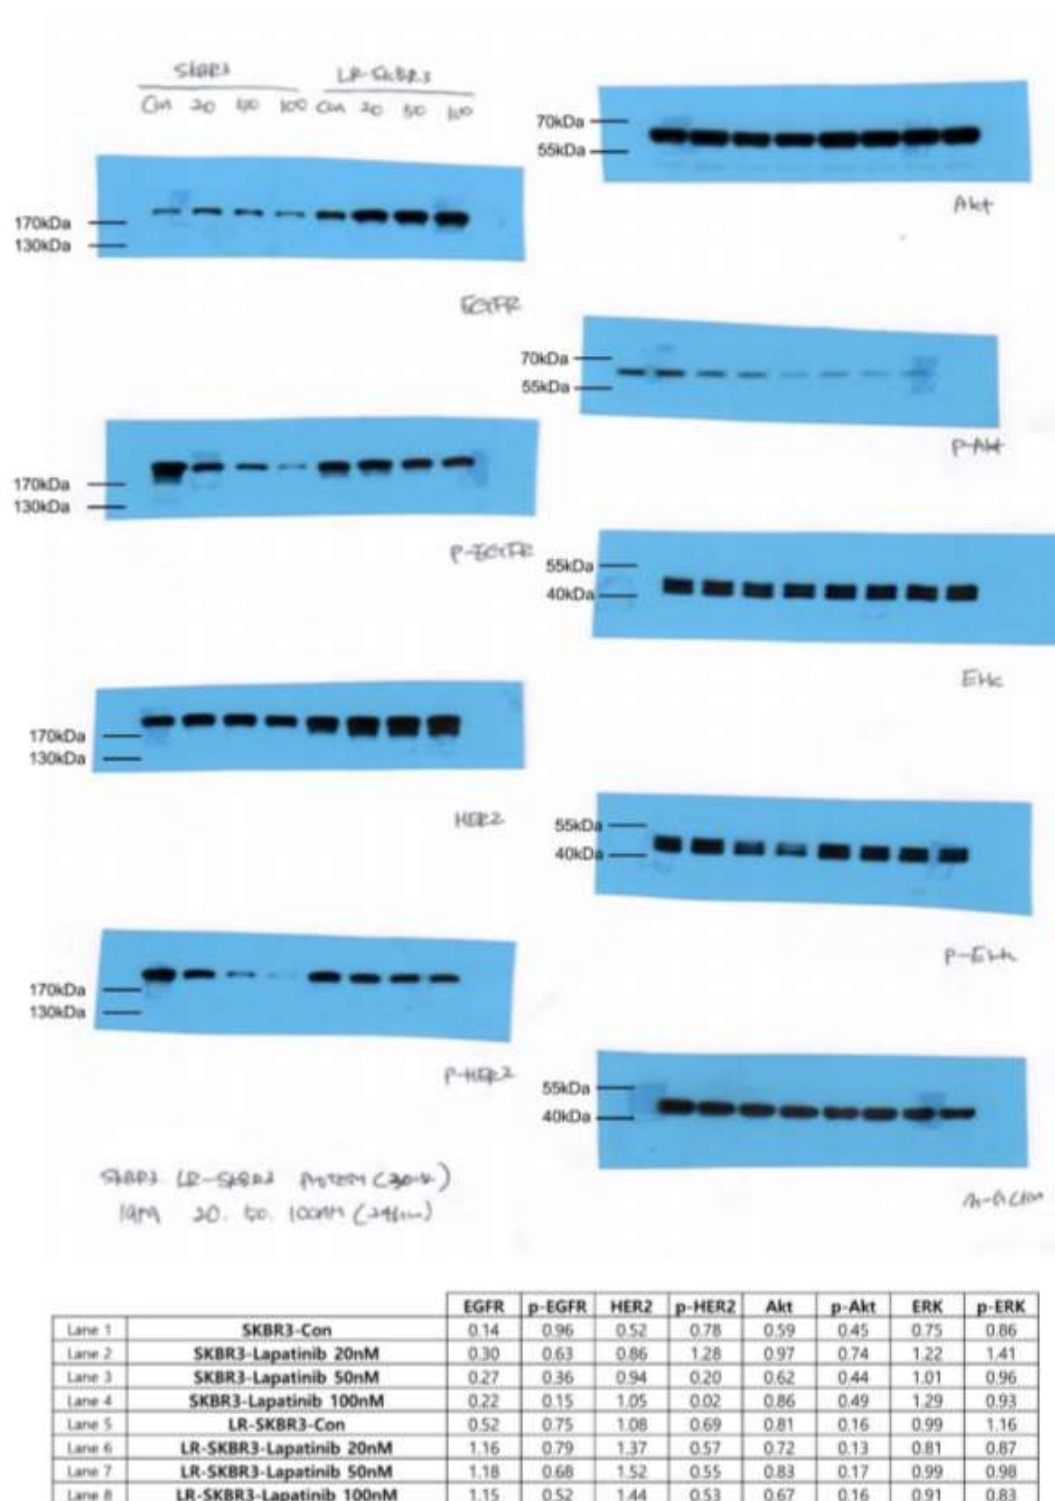 SKBR3 LR-SKBR3
Con 20 50 100 Con 20 50 100
170kDa
130kDa
EGFR
170kDa
130kDa
P-EGFR
170kDa
130kDa
HER2
170kDa
130kDa
P-HER2
SKBR3 LR-SKBR3
20. 50. 100nM
70kDa
55kDa
Akt
70kDa
55kDa
P-Akt
55kDa
40kDa
Erk
55kDa
40kDa
P-Erk
55kDa
40kDa
EGFR p-EGFR HER2 p-HER2 Akt p-Akt ERK p-ERK
Lane 1 SKBR3-Con 0.14 0.96 0.52 0.78 0.59 0.45 0.75 0.86
Lane 2 SKBR3-Lapatinib 20nM 0.30 0.63 0.86 1.28 0.97 0.74 1.22 1.41
Lane 3 SKBR3-Lapatinib 50nM 0.27 0.36 0.94 0.20 0.62 0.44 1.01 0.96
Lane 4 SKBR3-Lapatinib 100nM 0.22 0.15 1.05 0.02 0.86 0.49 1.29 0.93
Lane 5 LR-SKBR3-Con 0.52 0.75 1.08 0.69 0.81 0.16 0.99 1.16
Lane 6 LR-SKBR3-Lapatinib 20nM 1.16 0.79 1.37 0.57 0.72 0.13 0.81 0.87
Lane 7 LR-SKBR3-Lapatinib 50nM 1.18 0.68 1.52 0.55 0.83 0.17 0.99 0.98
Lane 8 LR-SKBR3-Lapatinib 100nM 1.15 0.52 1.44 0.53 0.67 0.16 0.91 0.83